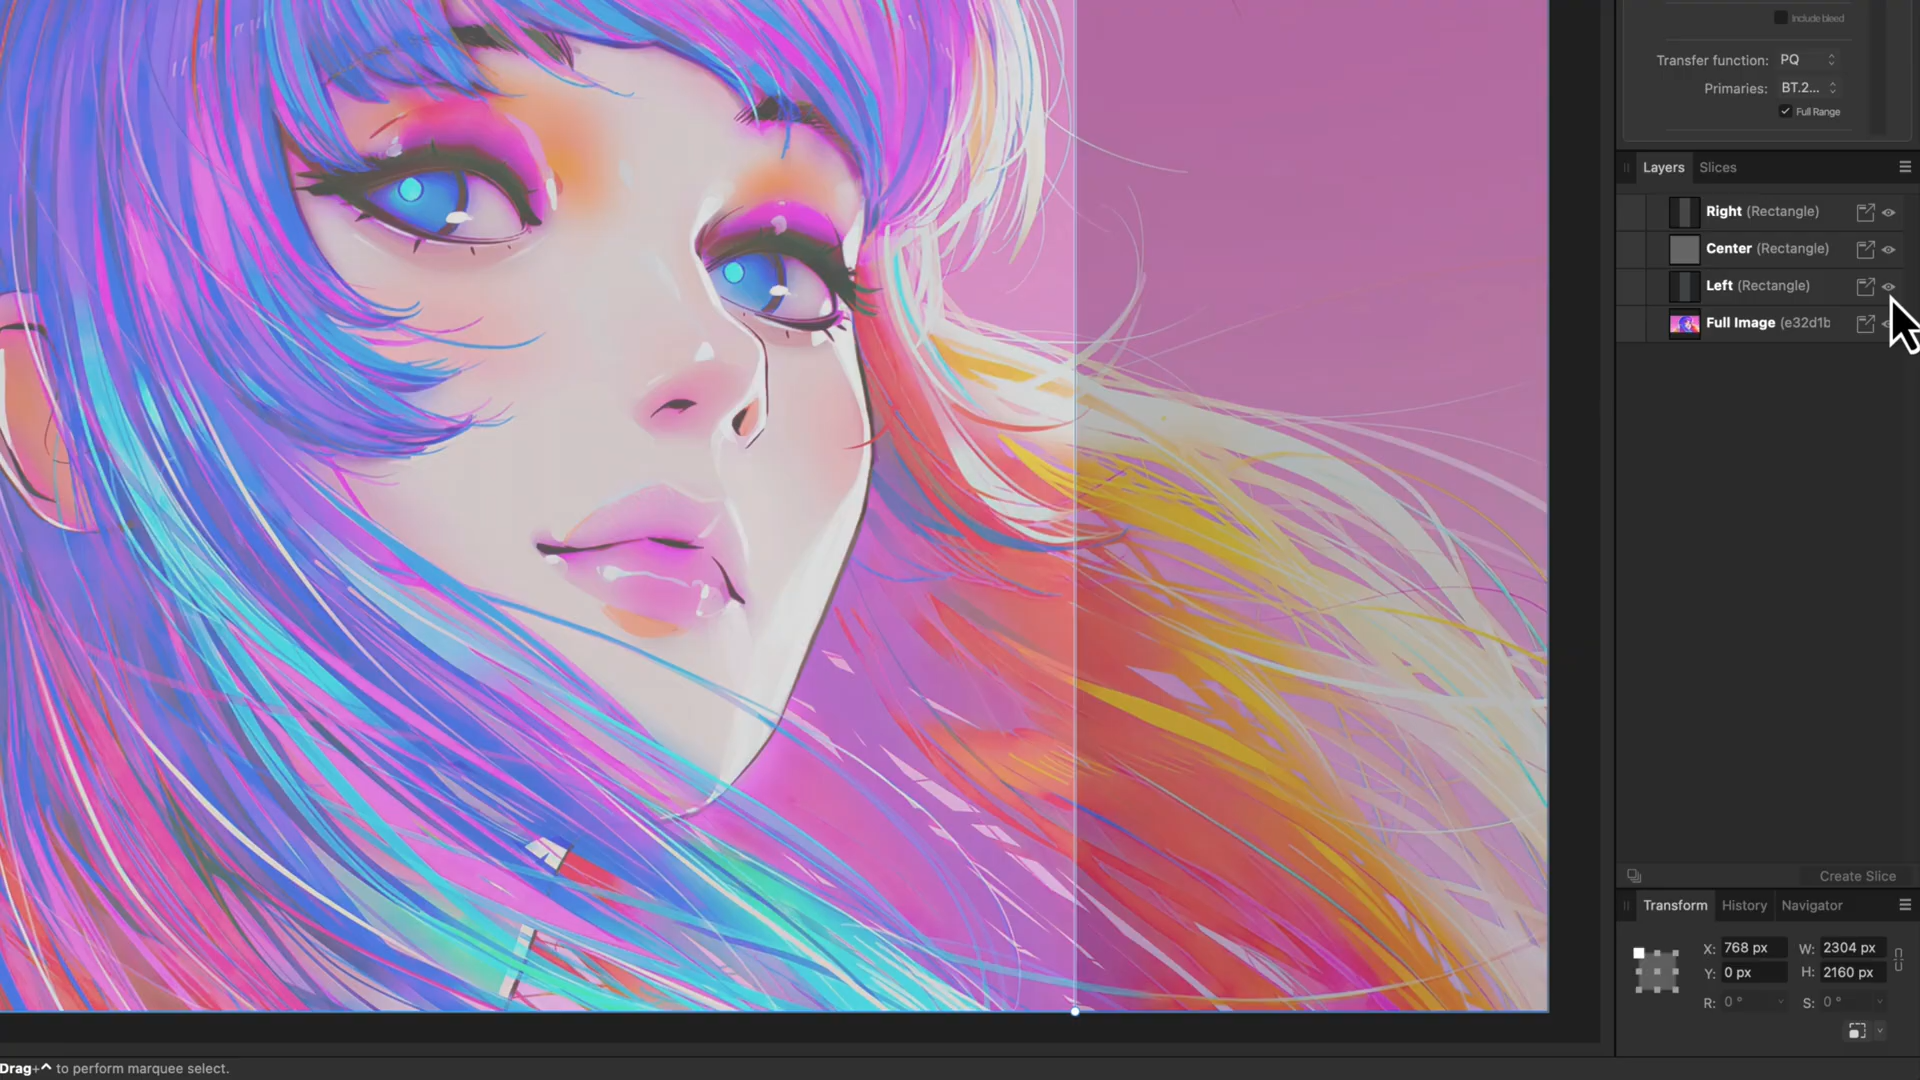 Include bleed
Transfer function: PQ
Primaries: BT.2...
Full Range
Layers Slices
Right (Rectangle)
Center (Rectangle)
Left (Rectangle)
Full Image (e32d1b
Create Slice
Transform History Navigator
X: 768 px W: 2304 px
Y: 0 px H: 2160 px
R: 0 ° S: 0 °
Drag+^ to perform marquee select.